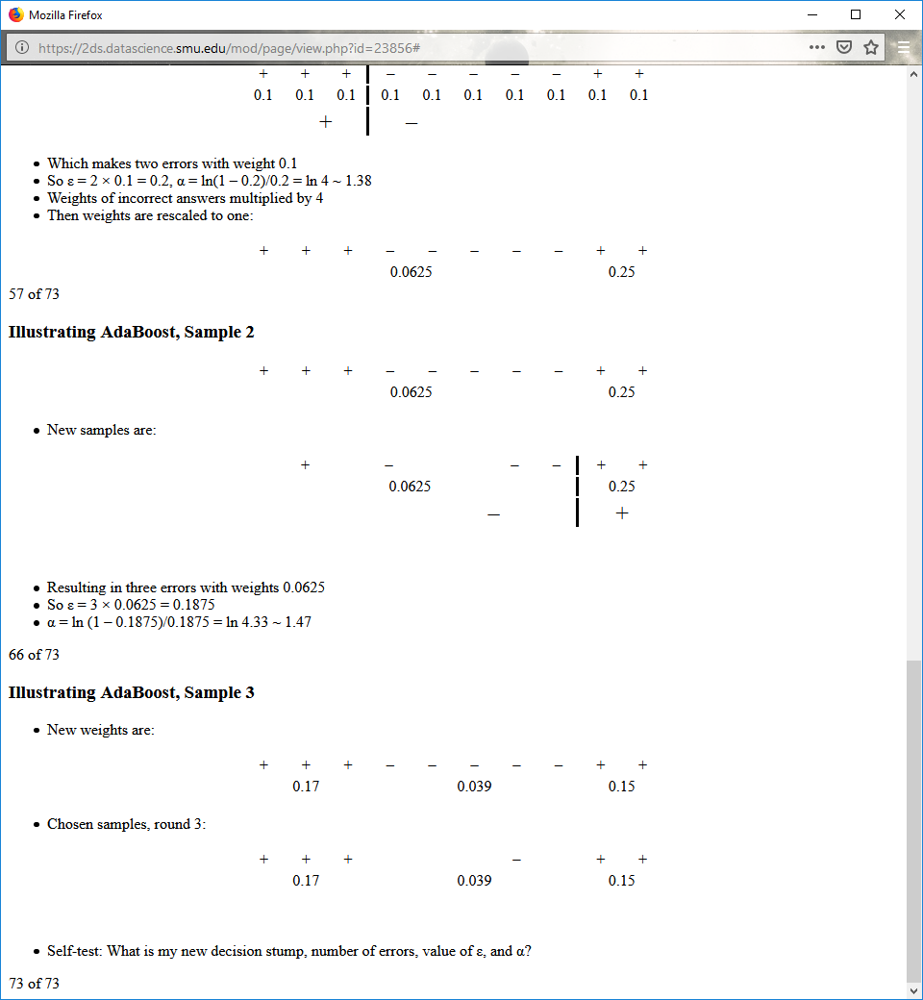 Mozilla Firefox
https://2ds.datascience.smu.edu/mod/page/view.php?id=23856#
+ + + − − − − − + +
0.1 0.1 0.1 0.1 0.1 0.1 0.1 0.1 0.1 0.1
+ −
• Which makes two errors with weight 0.1
• So ε = 2 × 0.1 = 0.2, α = ln(1 − 0.2)/0.2 = ln 4 ~ 1.38
• Weights of incorrect answers multiplied by 4
• Then weights are rescaled to one:
+ + + − − − − − + +
0.0625 0.25
57 of 73
Illustrating AdaBoost, Sample 2
+ + + − − − − − + +
0.0625 0.25
• New samples are:
+ − − − + +
0.0625 0.25
− +
• Resulting in three errors with weights 0.0625
• So ε = 3 × 0.0625 = 0.1875
• α = ln (1 − 0.1875)/0.1875 = ln 4.33 ~ 1.47
66 of 73
Illustrating AdaBoost, Sample 3
• New weights are:
+ + + − − − − − + +
0.17 0.039 0.15
• Chosen samples, round 3:
+ + + − + +
0.17 0.039 0.15
• Self-test: What is my new decision stump, number of errors, value of ε, and α?
73 of 73